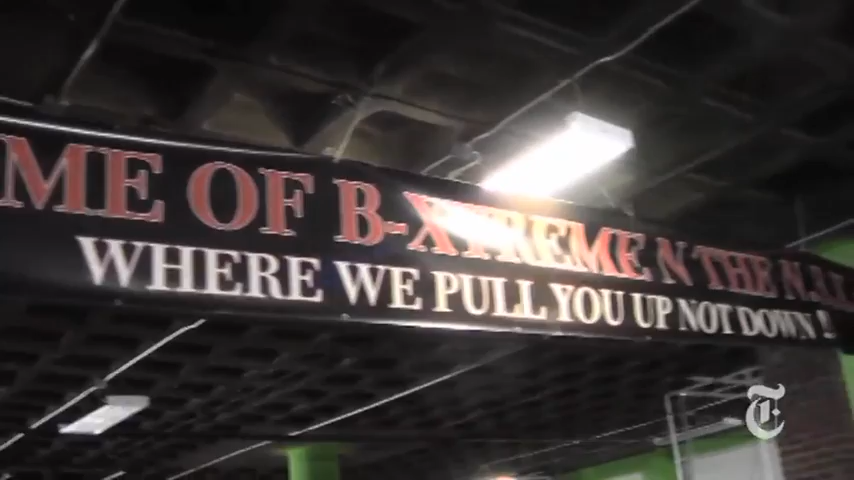 ME OF B-XTREME N THE N.I.
WHERE WE PULL YOU UP NOT DOWN!
T